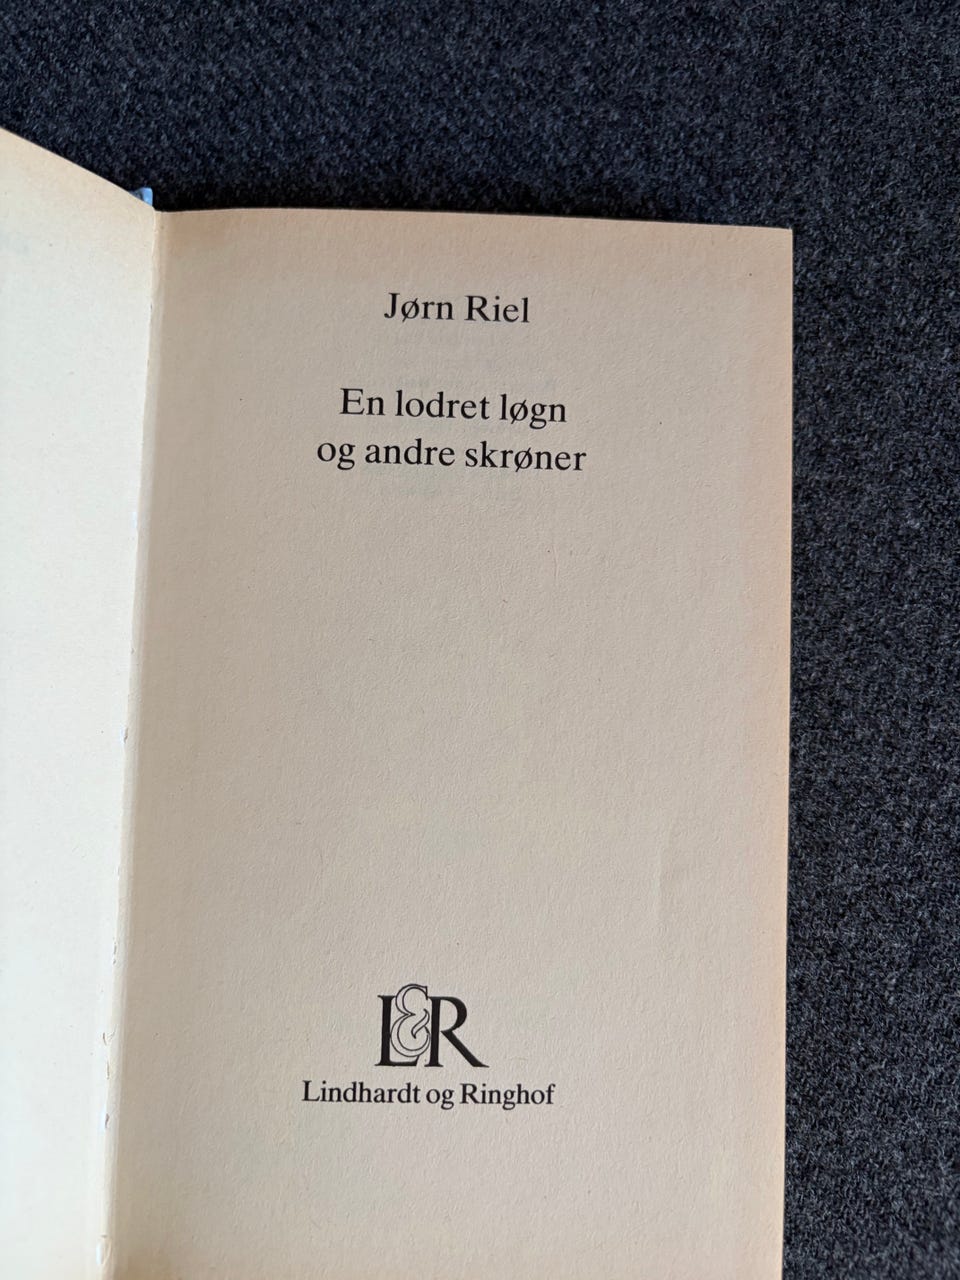 Jørn Riel
En lodret løgn
og andre skrøner
L&R
Lindhardt og Ringhof